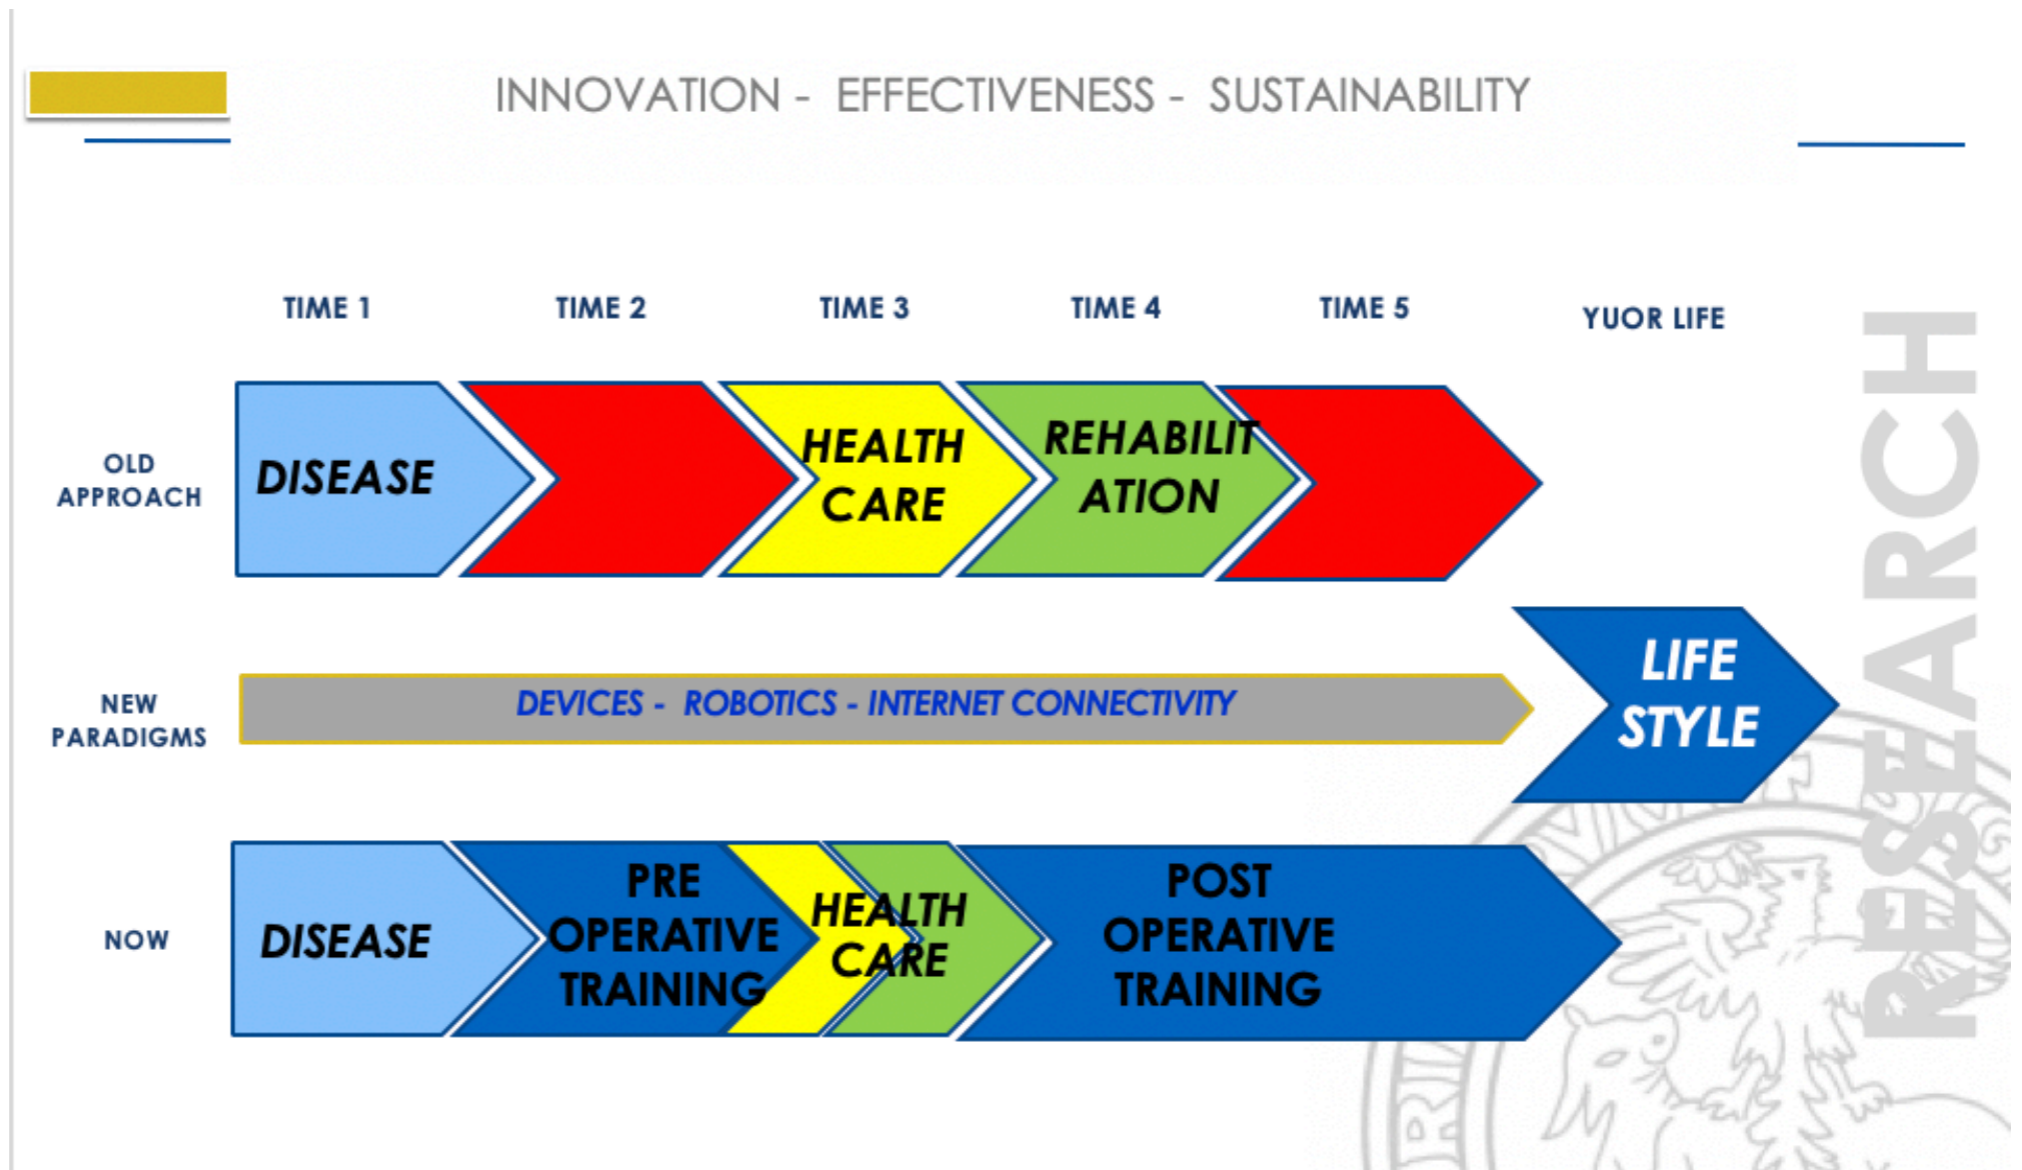 INNOVATION - EFFECTIVENESS - SUSTAINABILITY
TIME 1
TIME 2
TIME 3
TIME 4
TIME 5
YUOR LIFE
OLD
APPROACH
DISEASE
HEALTH
CARE
REHABILIT
ATION
NEW
PARADIGMS
DEVICES - ROBOTICS - INTERNET CONNECTIVITY
LIFE
STYLE
NOW
DISEASE
PRE
OPERATIVE
TRAINING
HEALTH
CARE
POST
OPERATIVE
TRAINING
RESEARCH